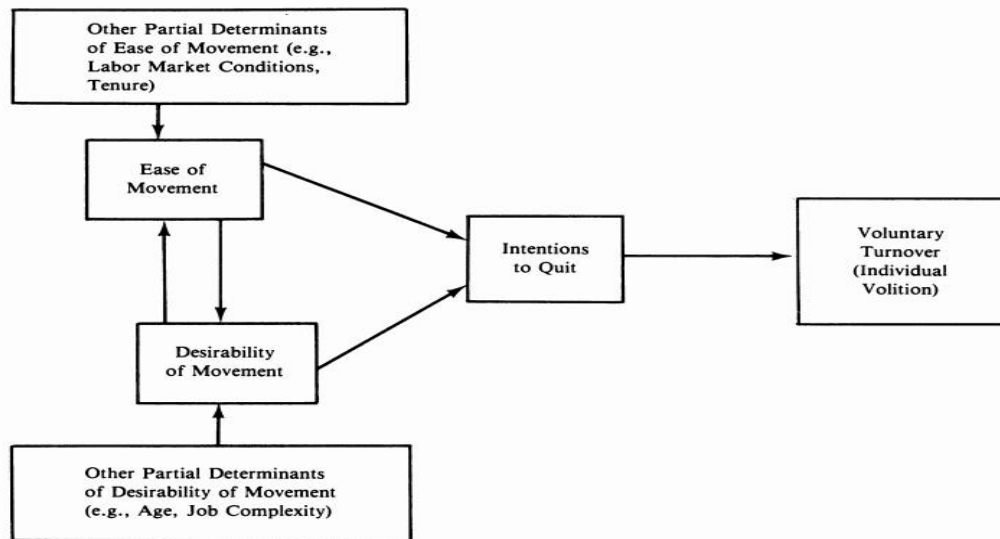 Other Partial Determinants
of Ease of Movement (e.g.,
Labor Market Conditions,
Tenure)
Ease of
Movement
Intentions
to Quit
Voluntary
Turnover
(Individual
Volition)
Desirability
of Movement
Other Partial Determinants
of Desirability of Movement
(e.g., Age, Job Complexity)